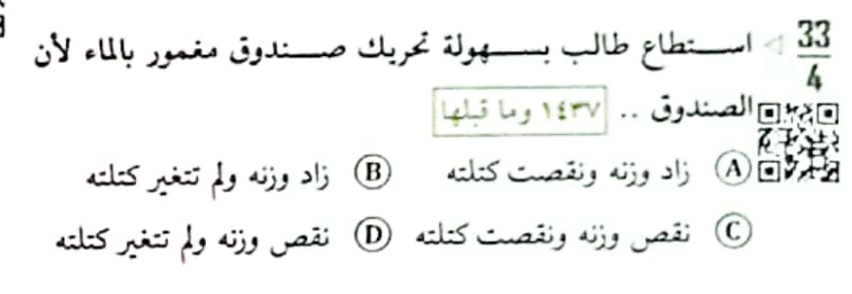 33/4 ◁ استطاع طالب بسهولة تحريك صندوق مغمور بالماء لأن
الصندوق .. ١٤٣٧ وما قبلها
A زاد وزنه ونقصت كتلته B زاد وزنه ولم تتغير كتلته
C نقص وزنه ونقصت كتلته D نقص وزنه ولم تتغير كتلته